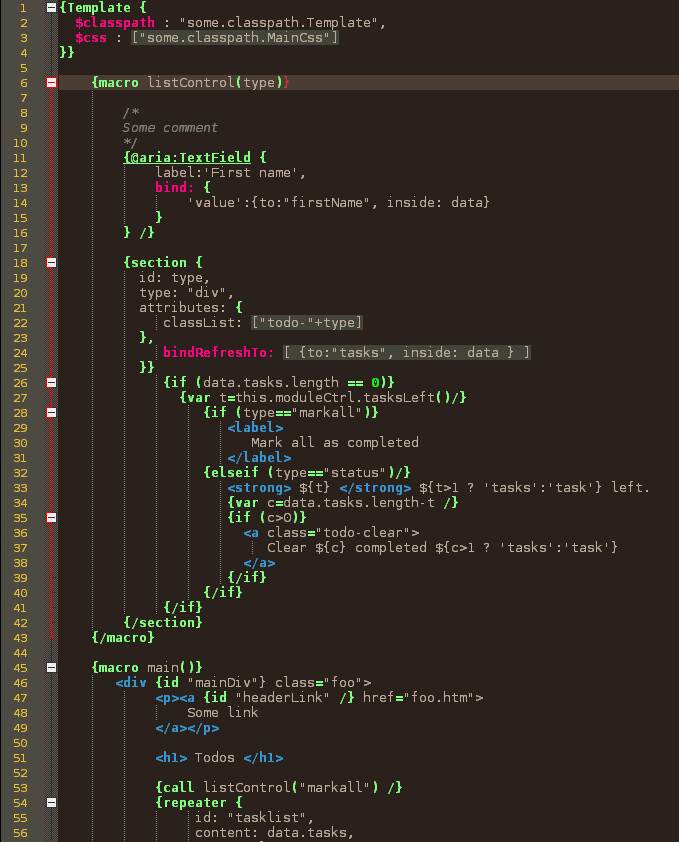 1 {Template {
2   $classpath : "some.classpath.Template",
3   $css : ["some.classpath.MainCss"]
4 }}
5
6     {macro listControl(type)}
7
8         /*
9         Some comment
10         */
11         {@aria:TextField {
12             label:'First name',
13             bind: {
14                 'value':{to:"firstName", inside: data}
15             }
16         } /}
17
18         {section {
19           id: type,
20           type: "div",
21           attributes: {
22              classList: ["todo-"+type]
23           },
24              bindRefreshTo: [ {to:"tasks", inside: data } ]
25           }}
26              {if (data.tasks.length == 0)}
27                {var t=this.moduleCtrl.tasksLeft()/}
28                   {if (type=="markall")}
29                      <label>
30                         Mark all as completed
31                      </label>
32                   {elseif (type=="status")/}
33                      <strong> ${t} </strong> ${t>1 ? 'tasks':'task'} left.
34                      {var c=data.tasks.length-t /}
35                      {if (c>0)}
36                        <a class="todo-clear">
37                           Clear ${c} completed ${c>1 ? 'tasks':'task'}
38                        </a>
39                      {/if}
40                   {/if}
41              {/if}
42         {/section}
43     {/macro}
44
45     {macro main()}
46        <div {id "mainDiv"} class="foo">
47             <p><a {id "headerLink" /} href="foo.htm">
48                 Some link
49             </a></p>
50
51             <h1> Todos </h1>
52
53             {call listControl("markall") /}
54             {repeater {
55                  id: "tasklist",
56                  content: data.tasks,